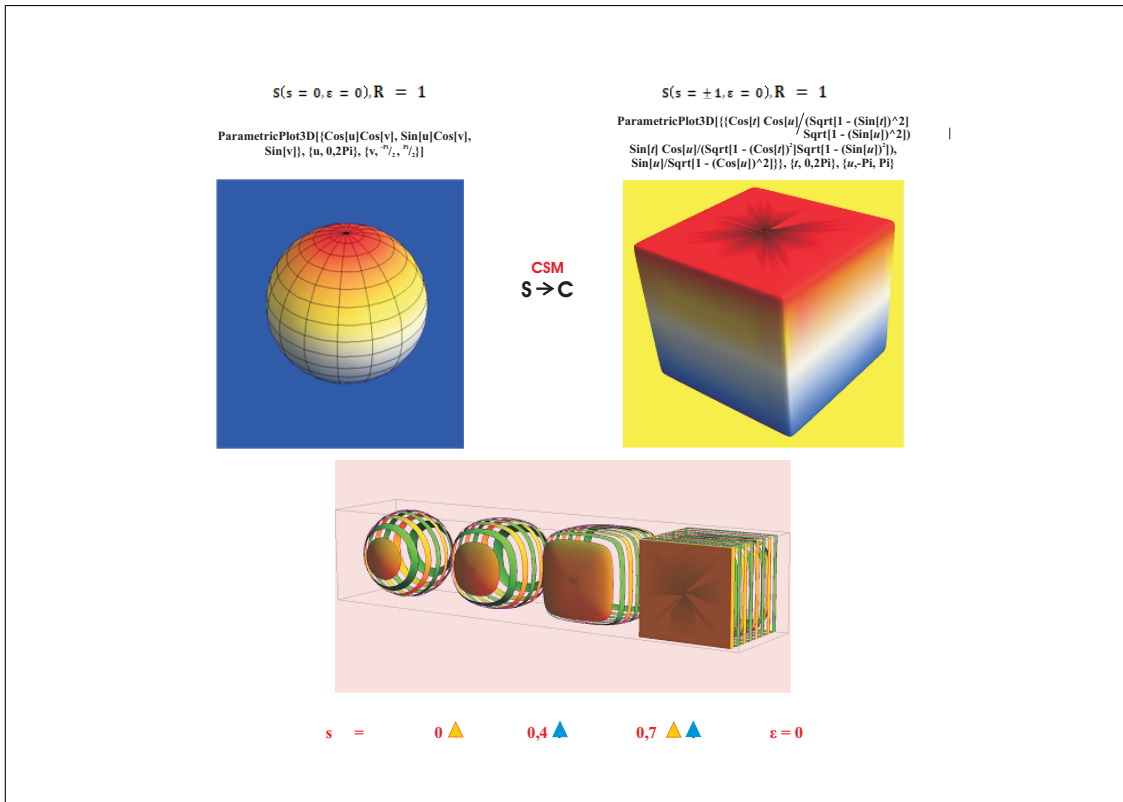 S(s = 0, ε = 0), R = 1
ParametricPlot3D[{Cos[u]Cos[v], Sin[u]Cos[v],
Sin[v]}, {u, 0,2Pi}, {v, -Pi/2, Pi/2}]
S(s = ±1, ε = 0), R = 1
ParametricPlot3D[{{Cos[t] Cos[u]/(Sqrt[1 - (Sin[t])^2]
Sqrt[1 - (Sin[u])^2])
Sin[t] Cos[u]/(Sqrt[1 - (Cos[t])²]Sqrt[1 - (Sin[u])²]),
Sin[u]/Sqrt[1 - (Cos[u])^2]}}, {t, 0,2Pi}, {u,-Pi, Pi}
CSM
S → C
s = 0 0,4 0,7 ε = 0